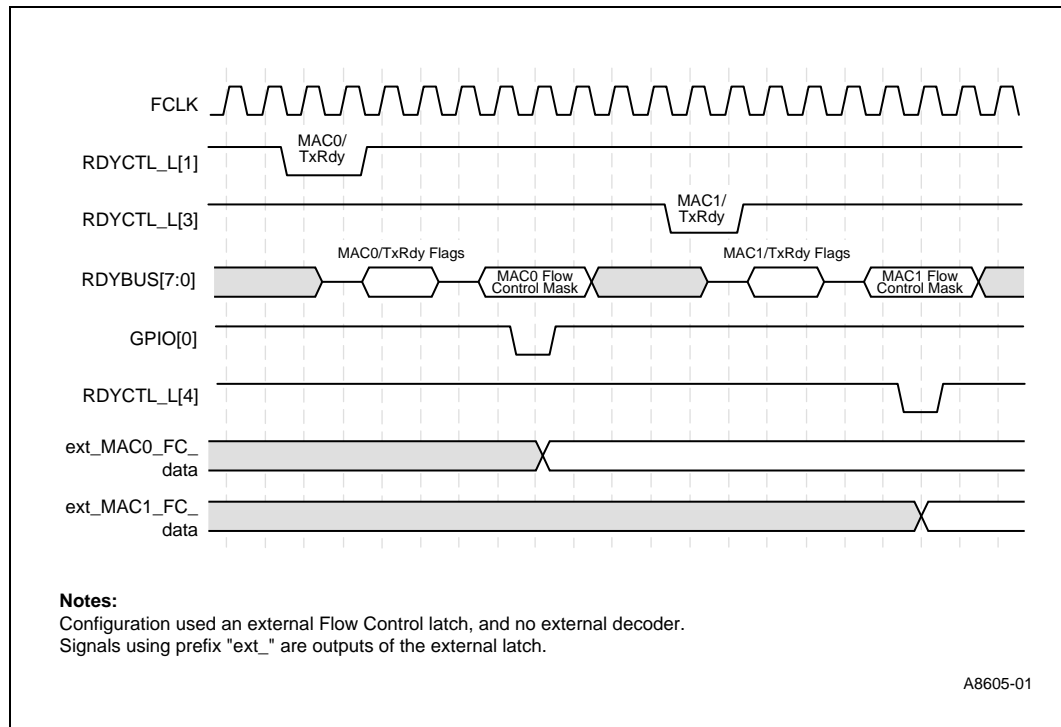 FCLK
MAC0/
TxRdy
RDYCTL_L[1]
MAC1/
TxRdy
RDYCTL_L[3]
MAC0/TxRdy Flags
MAC1/TxRdy Flags
RDYBUS[7:0]
MAC0 Flow
Control Mask
MAC1 Flow
Control Mask
GPIO[0]
RDYCTL_L[4]
ext_MAC0_FC_
data
ext_MAC1_FC_
data
Notes:
Configuration used an external Flow Control latch, and no external decoder.
Signals using prefix "ext_" are outputs of the external latch.
A8605-01